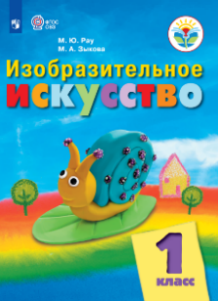 М. Ю. Рау
М. А. Зыкова
Изобразительное
ИСКУССТВО
1
класс